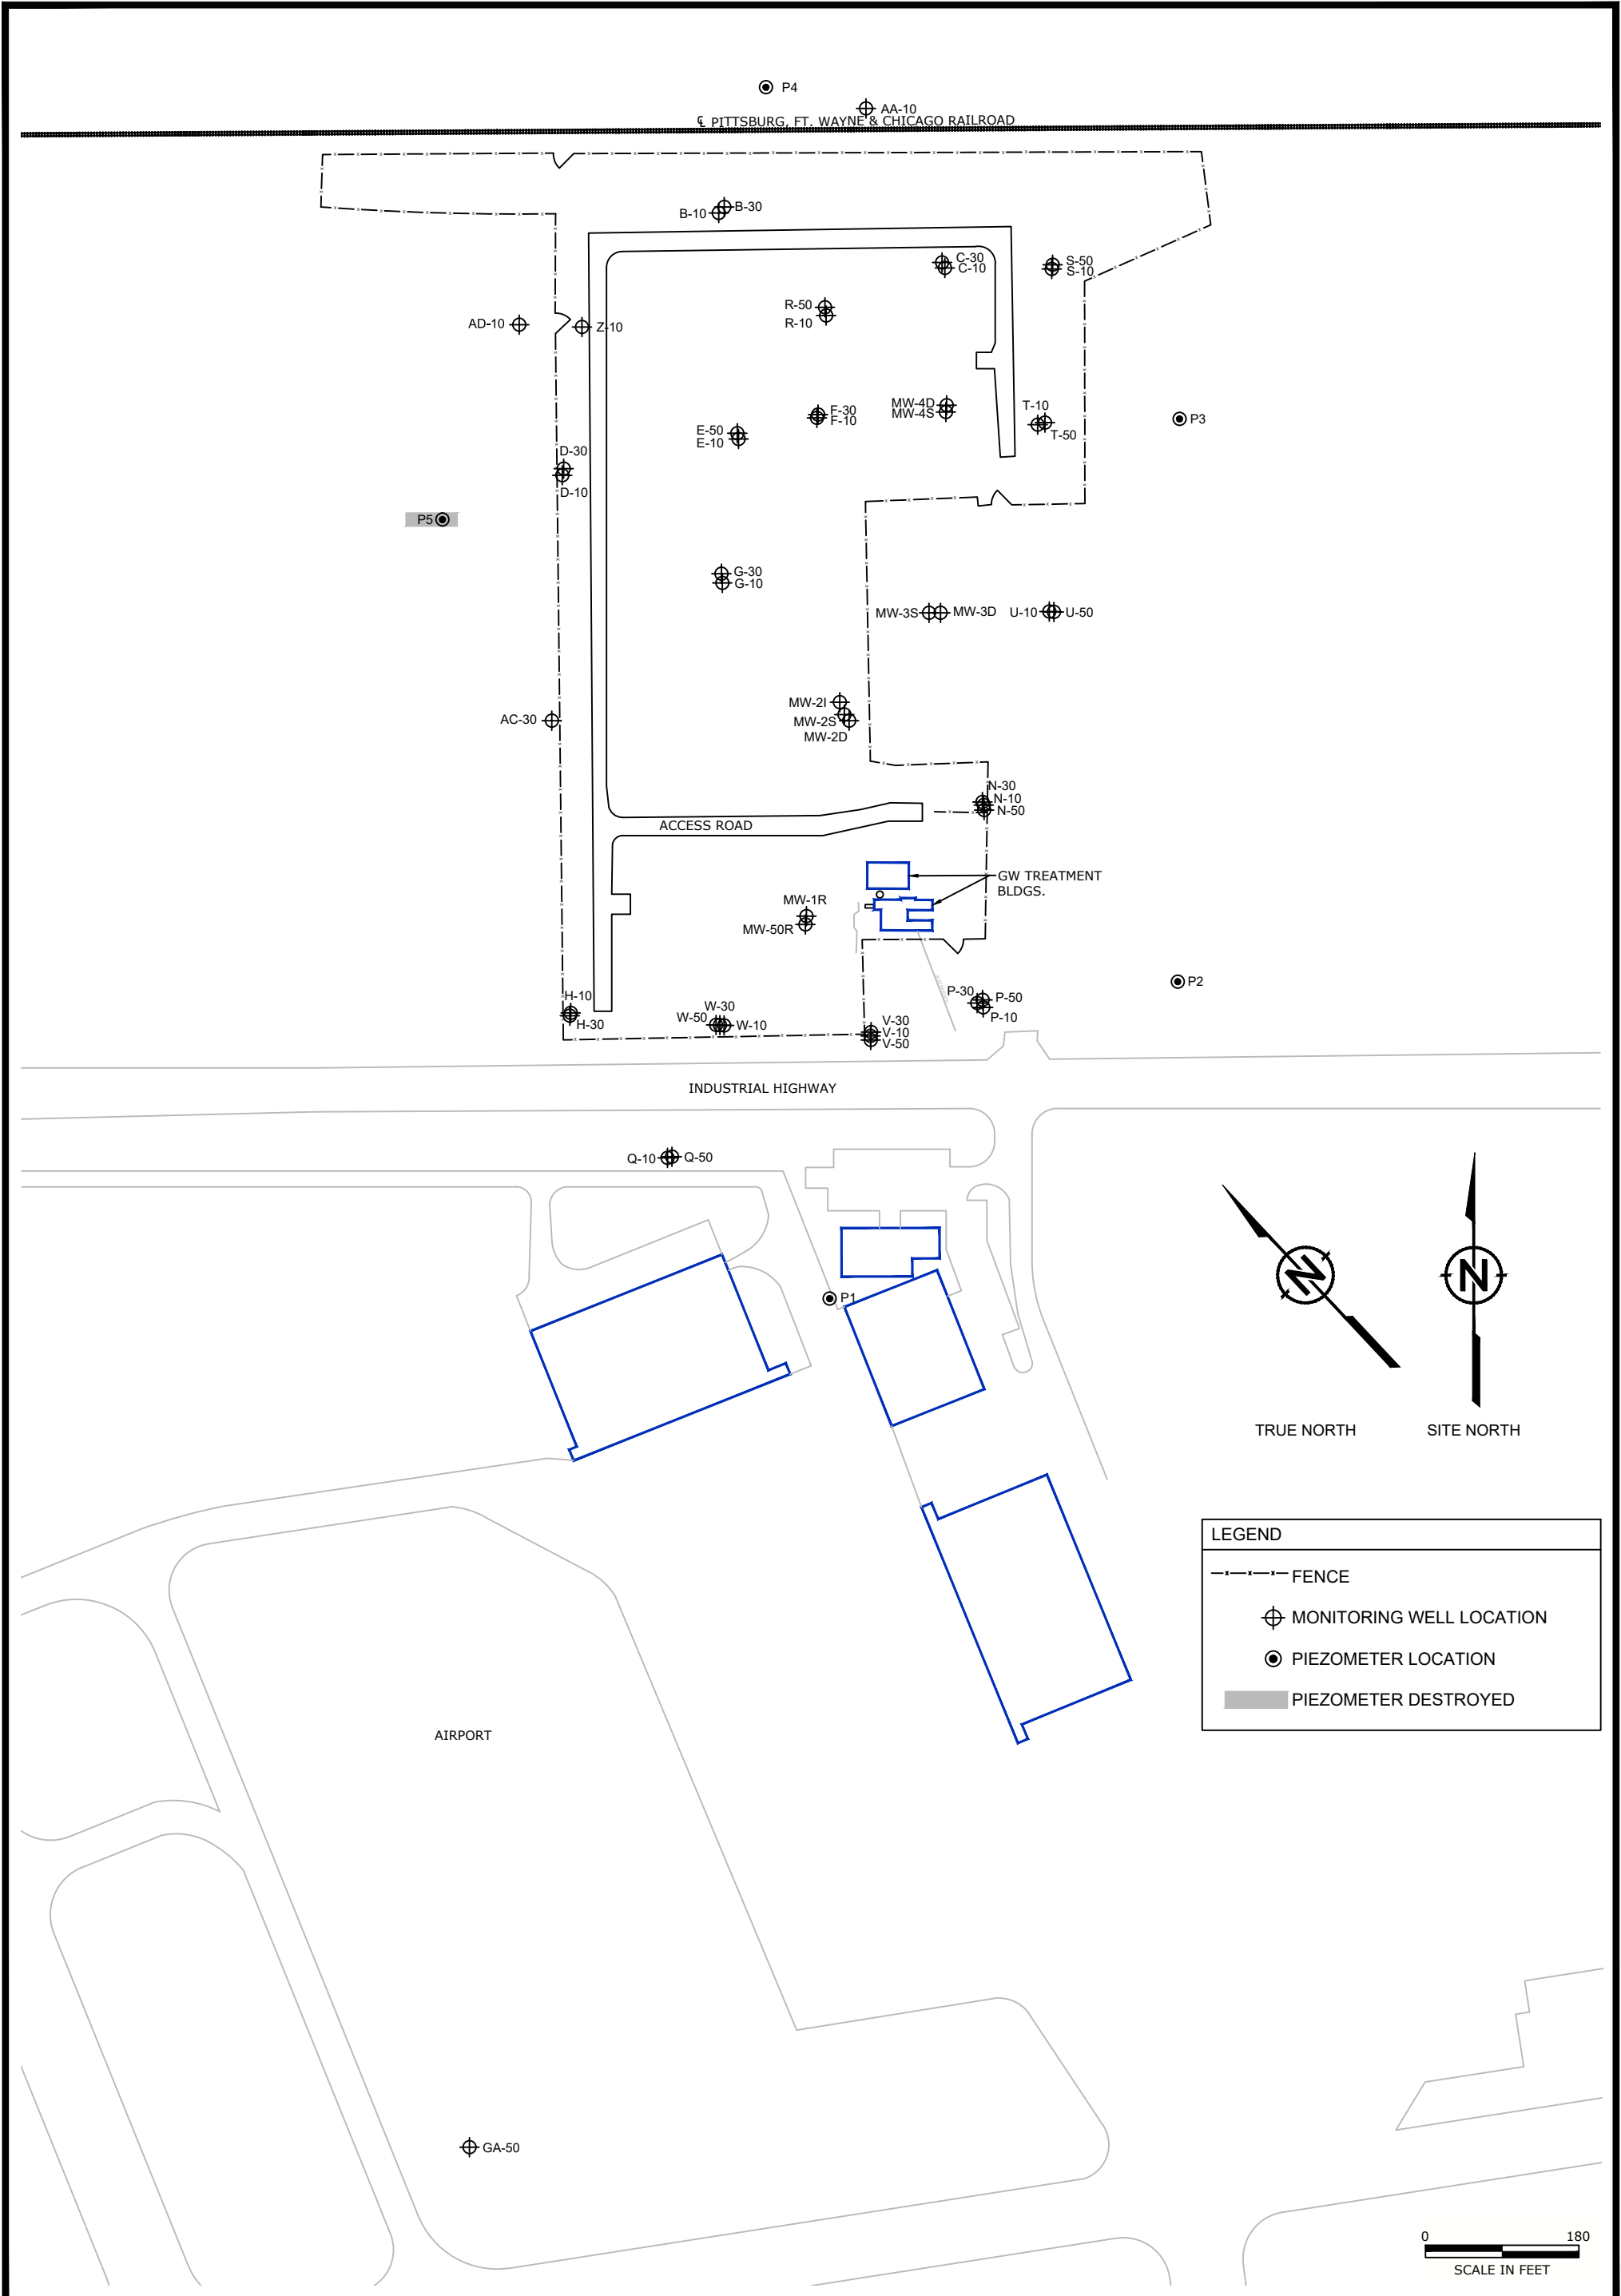 P4
AA-10
℄ PITTSBURG, FT. WAYNE & CHICAGO RAILROAD
B-30
B-10
C-30
C-10
S-50
S-10
R-50
R-10
AD-10
Z-10
MW-4D
MW-4S
F-30
F-10
T-10
T-50
P3
E-50
E-10
D-30
D-10
P5
G-30
G-10
MW-3S
MW-3D
U-10
U-50
MW-2I
MW-2S
MW-2D
AC-30
N-30
N-10
N-50
ACCESS ROAD
GW TREATMENT
BLDGS.
MW-1R
MW-50R
P2
P-30
P-50
P-10
H-10
H-30
W-30
W-50
W-10
V-30
V-10
V-50
INDUSTRIAL HIGHWAY
Q-10
Q-50
P1
N
N
TRUE NORTH
SITE NORTH
LEGEND
FENCE
MONITORING WELL LOCATION
PIEZOMETER LOCATION
PIEZOMETER DESTROYED
AIRPORT
GA-50
0
180
SCALE IN FEET